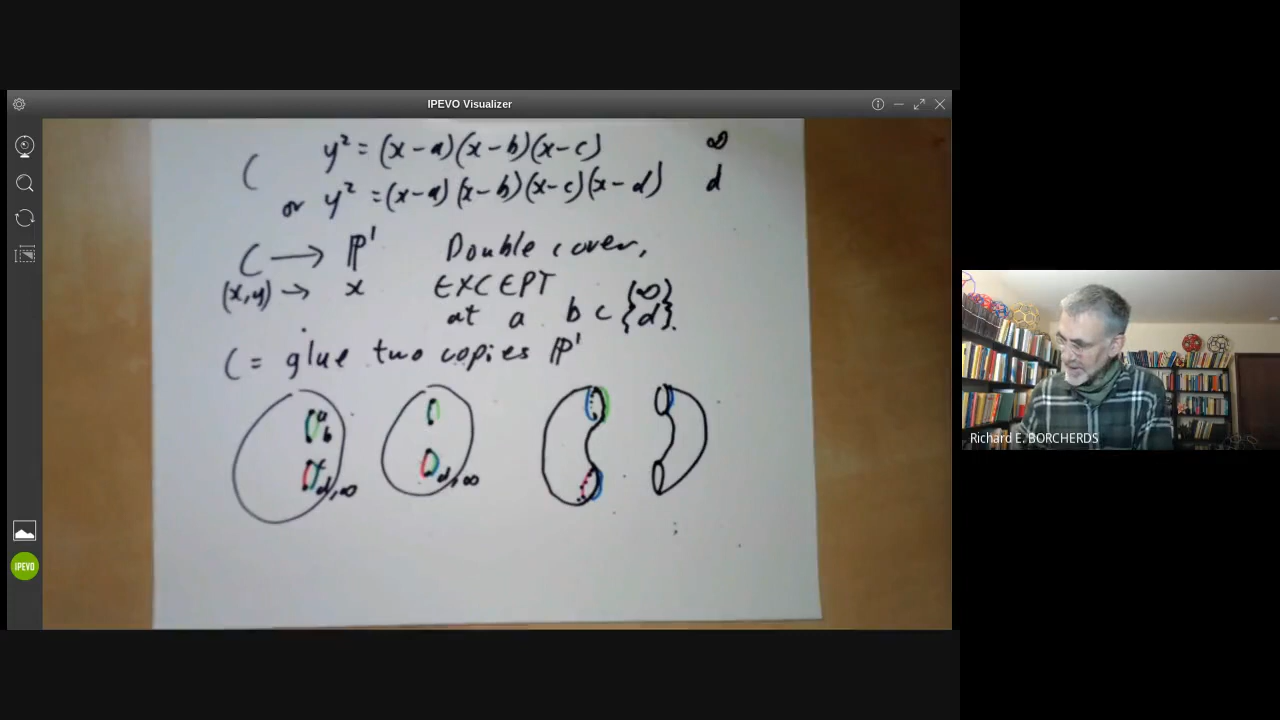 IPEVO Visualizer
C y² = (x-a)(x-b)(x-c) ∞
or y² = (x-a)(x-b)(x-c)(x-d) d
C → ℙ¹ Double cover,
(x,y) → x EXCEPT
at a b c {∞ d}.
C = glue two copies ℙ¹
a
b
c
d,∞ d,∞
IPEVO
Richard E. BORCHERDS